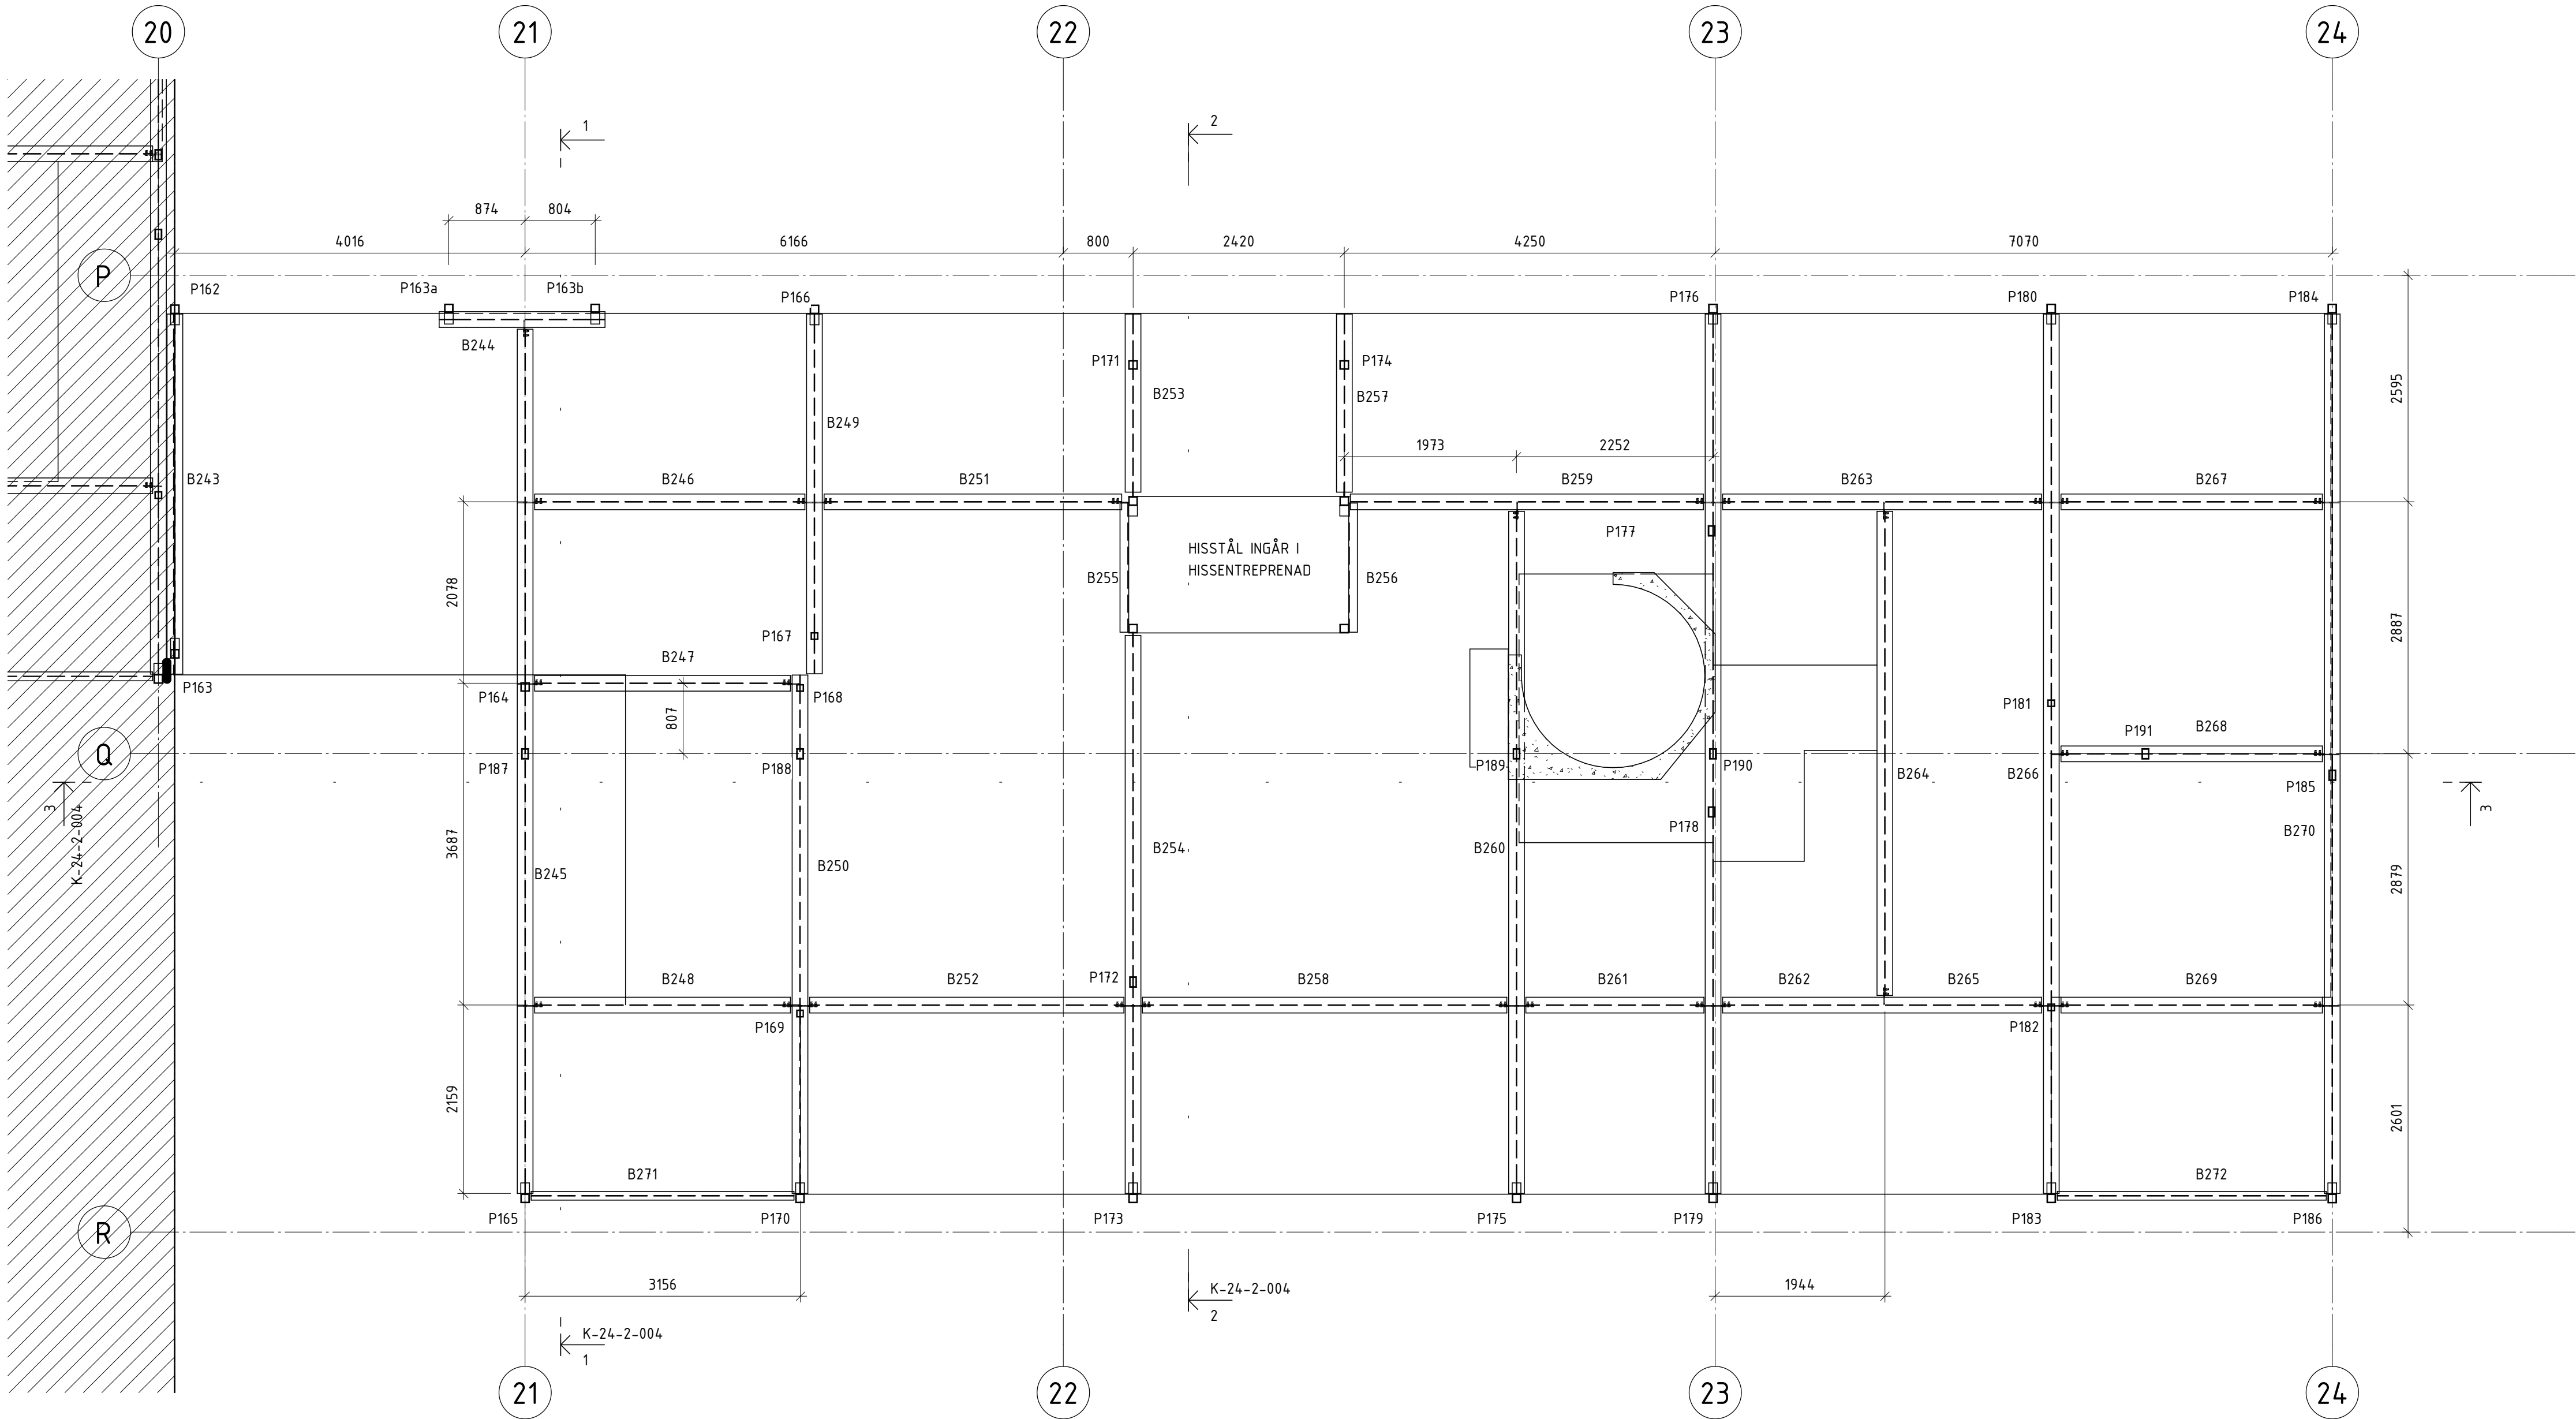 20 21 22 23 24
1 2
874 804
4016 6166 800 2420 4250 7070
P
P162 P163a P163b P166 P176 P180 P184
B244 P171 P174
B253 B257 2595
B249
1973 2252
B243 B246 B251 B259 B263 B267
P177
HISSTÅL INGÅR I
HISSENTREPRENAD
2078 B255 B256
P167 2887
B247
P163 P164 P168
807 P181
P191 B268
Q
P187 P188 P189 P190 B264 B266 P185
3 3
K-24-2-004
P178 B270
3687 B254 B260
B245 B250 2879
B248 B252 P172 B258 B261 B262 B265 B269
P169 P182
2159 2601
B271 B272
P165 P170 P173 P175 P179 P183 P186
R
3156 K-24-2-004 1944
2
K-24-2-004
1
21 22 23 24